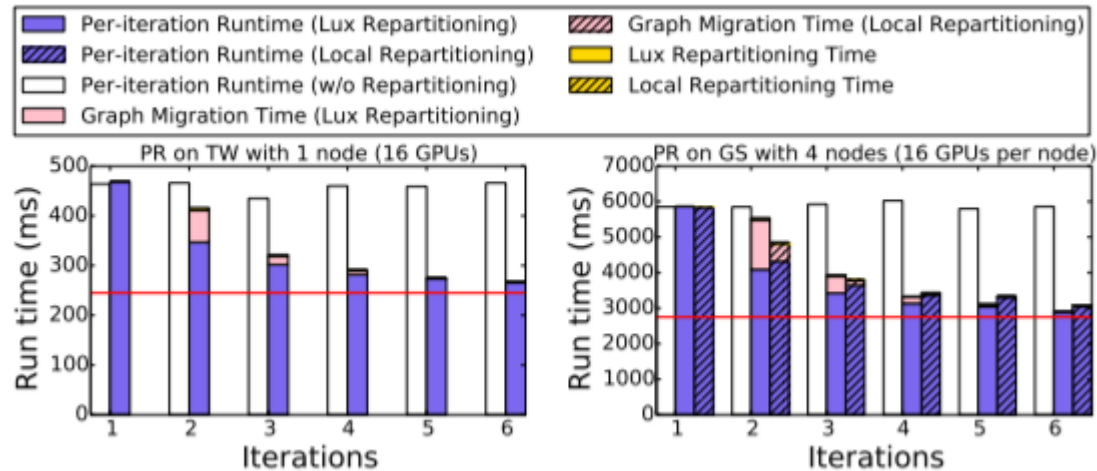 Per-iteration Runtime (Lux Repartitioning)
Per-iteration Runtime (Local Repartitioning)
Per-iteration Runtime (w/o Repartitioning)
Graph Migration Time (Lux Repartitioning)
Graph Migration Time (Local Repartitioning)
Lux Repartitioning Time
Local Repartitioning Time
PR on TW with 1 node (16 GPUs)
Run time (ms)
500
400
300
200
100
0
1 2 3 4 5 6
Iterations
PR on GS with 4 nodes (16 GPUs per node)
Run time (ms)
7000
6000
5000
4000
3000
2000
1000
0
1 2 3 4 5 6
Iterations